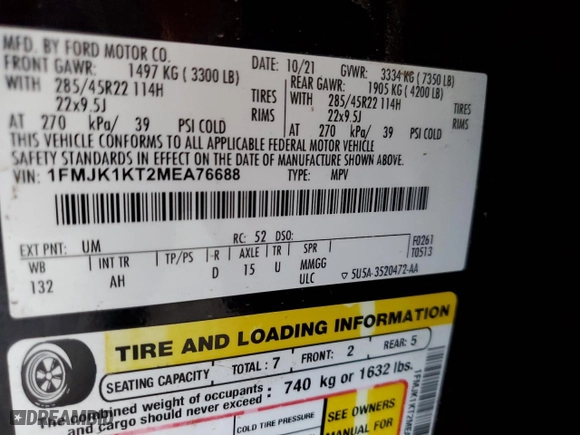 MFD. BY FORD MOTOR CO.
DATE: 10/21 GVWR: 3334 KG (7350 LB)
FRONT GAWR: 1497 KG (3300 LB) REAR GAWR: 1905 KG (4200 LB)
WITH 285/45R22 114H TIRES WITH 285/45R22 114H TIRES
22x9.5J RIMS 22x9.5J RIMS
AT 270 kPa/ 39 PSI COLD AT 270 kPa/ 39 PSI COLD
THIS VEHICLE CONFORMS TO ALL APPLICABLE FEDERAL MOTOR VEHICLE
SAFETY STANDARDS IN EFFECT ON THE DATE OF MANUFACTURE SHOWN ABOVE.
VIN: 1FMJK1KT2MEA76688 TYPE: MPV
EXT PNT: UM RC: 52 DSO: F0261
WB INT TR TP/PS R AXLE TR SPR T0513
132 AH D 15 U MMGG
ULC 5U5A-3520472-AA
TIRE AND LOADING INFORMATION
SEATING CAPACITY TOTAL: 7 FRONT: 2 REAR: 5
The combined weight of occupants
and cargo should never exceed : 740 kg or 1632 lbs.
COLD TIRE PRESSURE SEE OWNERS
MANUAL FOR
DREAMBID